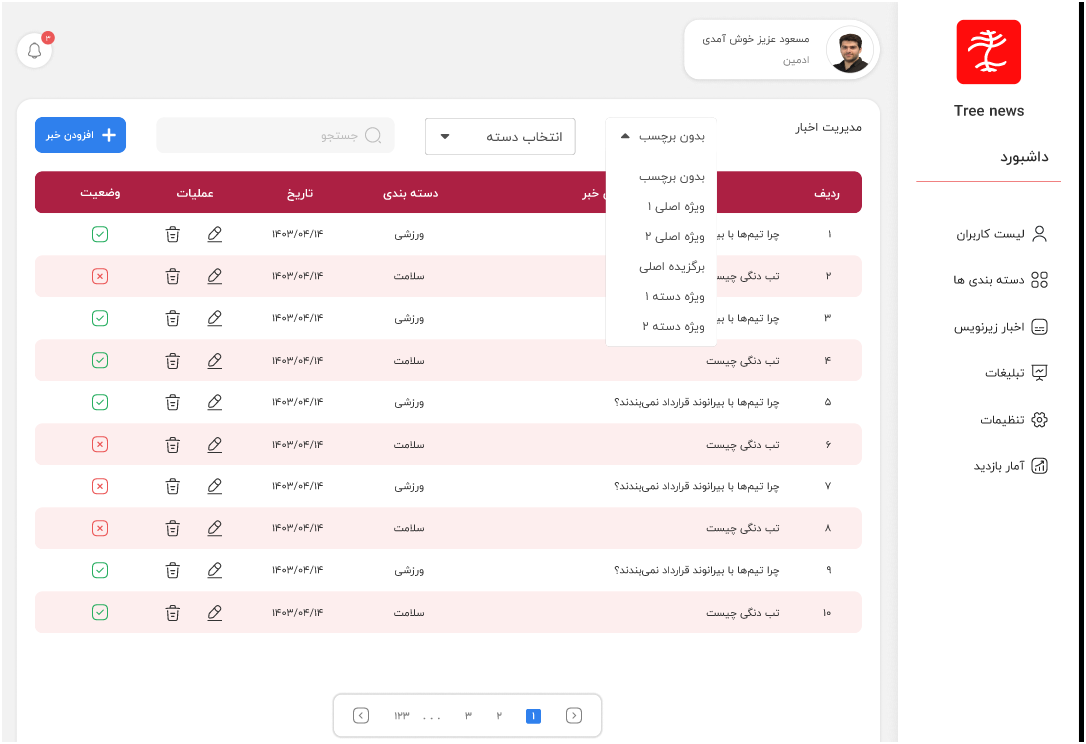 Tree news
داشبورد
لیست کاربران
دسته بندی ها
اخبار زیرنویس
تبلیغات
تنظیمات
آمار بازدید
مسعود عزیز خوش آمدی
ادمین
۳
مدیریت اخبار
بدون برچسب
انتخاب دسته
جستجو
افزودن خبر
بدون برچسب
ویژه اصلی ۱
ویژه اصلی ۲
برگزیده اصلی
ویژه دسته ۱
ویژه دسته ۲
ردیف خبر دسته بندی تاریخ عملیات وضعیت
۱ چرا تیم‌ها با ورزشی ۱۴۰۳/۰۴/۱۴
۲ تب دنگی سلامت ۱۴۰۳/۰۴/۱۴
۳ چرا تیم‌ها با ورزشی ۱۴۰۳/۰۴/۱۴
۴ تب دنگی چیست سلامت ۱۴۰۳/۰۴/۱۴
۵ چرا تیم‌ها با بیرانوند قرارداد نمی‌بندند؟ ورزشی ۱۴۰۳/۰۴/۱۴
۶ تب دنگی چیست سلامت ۱۴۰۳/۰۴/۱۴
۷ چرا تیم‌ها با بیرانوند قرارداد نمی‌بندند؟ ورزشی ۱۴۰۳/۰۴/۱۴
۸ تب دنگی چیست سلامت ۱۴۰۳/۰۴/۱۴
۹ چرا تیم‌ها با بیرانوند قرارداد نمی‌بندند؟ ورزشی ۱۴۰۳/۰۴/۱۴
۱۰ تب دنگی چیست سلامت ۱۴۰۳/۰۴/۱۴
۱ ۲ ۳ . . . ۱۲۳